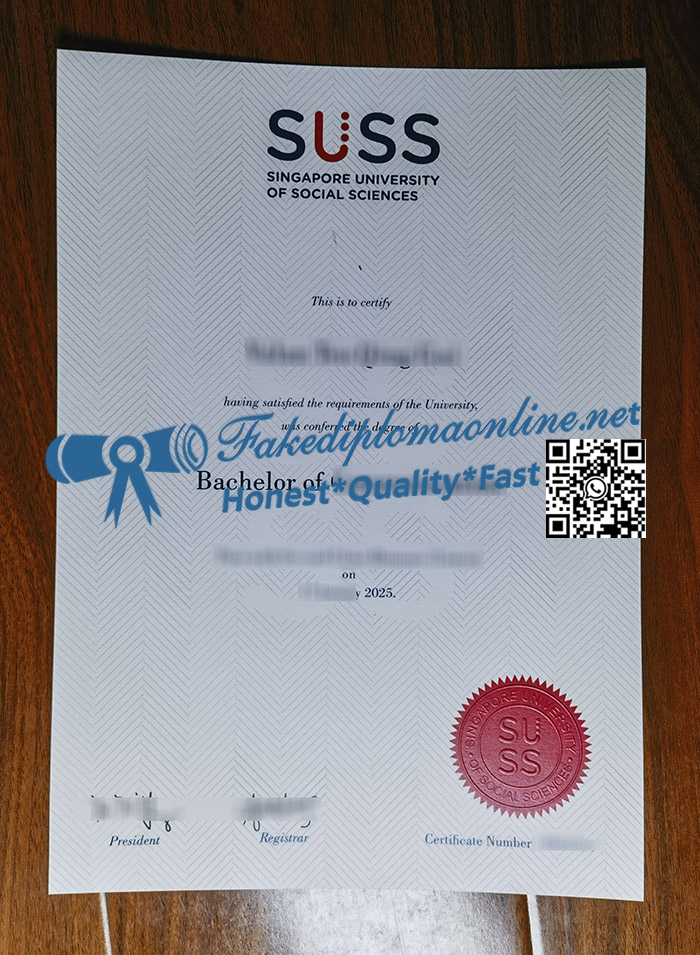 SUSS
SINGAPORE UNIVERSITY
OF SOCIAL SCIENCES
This is to certify
having satisfied the requirements of the University,
was conferred the degree of
Fakediplomaonline.net
Bachelor of
Honest*Quality*Fast
on
y 2025.
SINGAPORE UNIVERSITY
SU
SS
OF SOCIAL SCIENCES
President
Registrar
Certificate Number